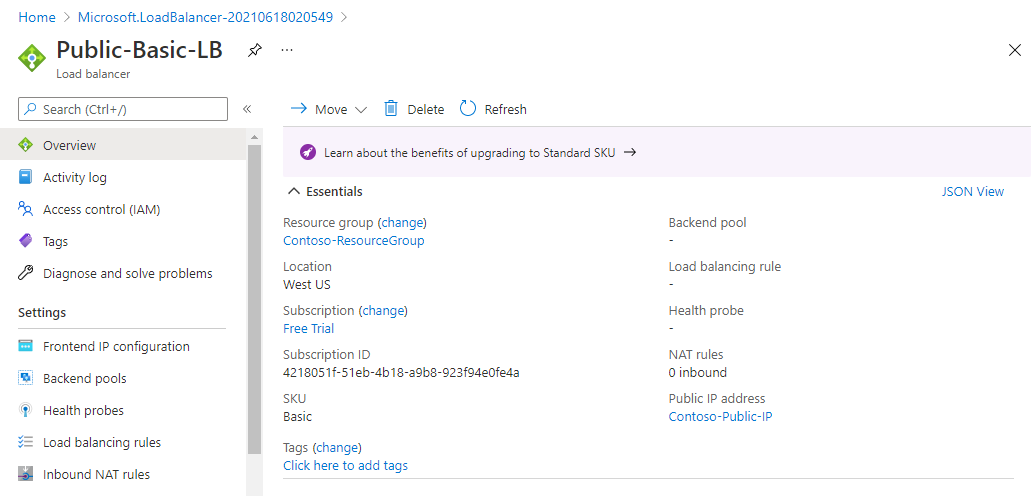 Home > Microsoft.LoadBalancer-20210618020549 >
Public-Basic-LB
...
Load balancer
Search (Ctrl+/)
«
Move
Delete
Refresh
Overview
Activity log
Access control (IAM)
Tags
Diagnose and solve problems
Settings
Frontend IP configuration
Backend pools
Health probes
Load balancing rules
Inbound NAT rules
Learn about the benefits of upgrading to Standard SKU →
Essentials
JSON View
Resource group (change)
Contoso-ResourceGroup
Location
West US
Subscription (change)
Free Trial
Subscription ID
4218051f-51eb-4b18-a9b8-923f94e0fe4a
SKU
Basic
Backend pool
-
Load balancing rule
-
Health probe
-
NAT rules
0 inbound
Public IP address
Contoso-Public-IP
Tags (change)
Click here to add tags